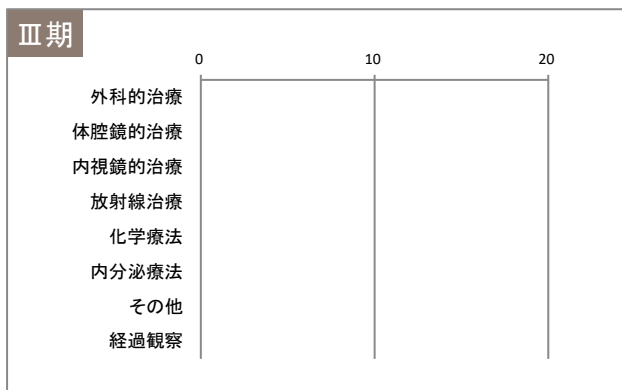 Ⅲ期
0 10 20
外科的治療
体腔鏡的治療
内視鏡的治療
放射線治療
化学療法
内分泌療法
その他
経過観察